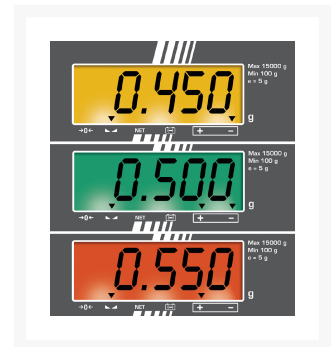 Max 15000 g
Min 100 g
e = 5 g
0.450
g
→0← NET + −
Max 15000 g
Min 100 g
e = 5 g
0.500
g
→0← NET + −
Max 15000 g
Min 100 g
e = 5 g
0.550
g
→0← NET + −